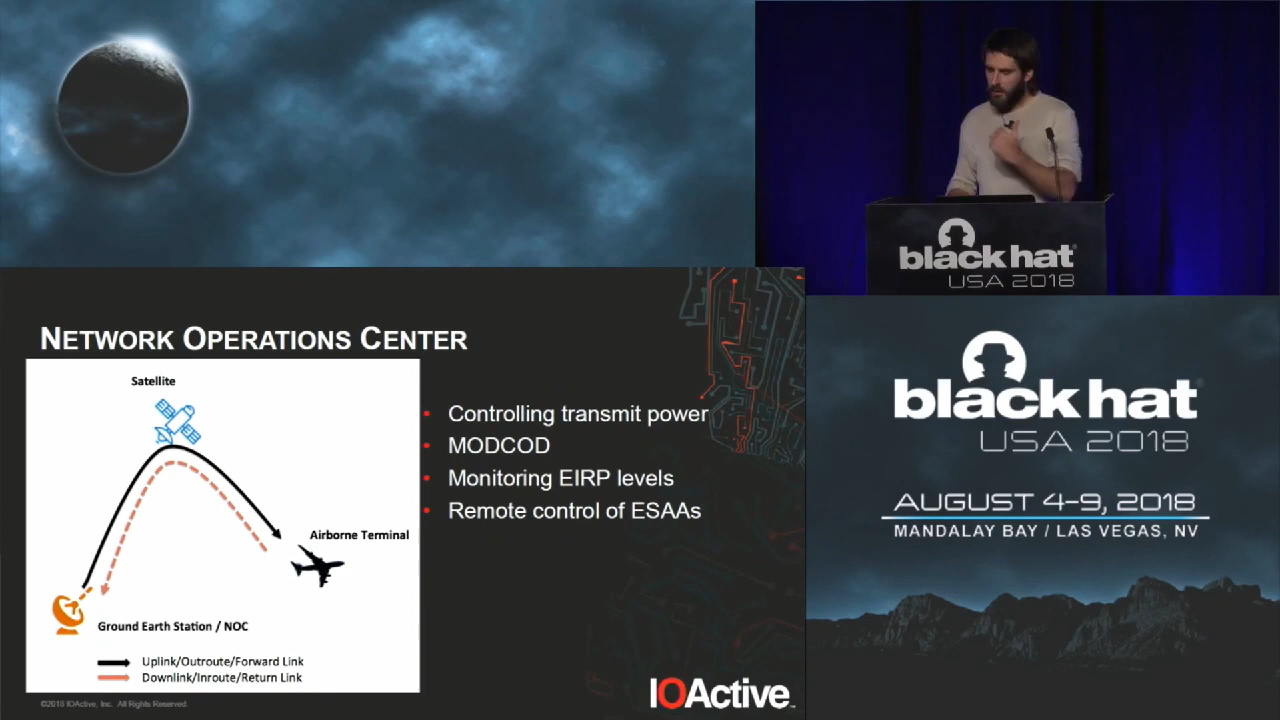 black hat
USA 2018
NETWORK OPERATIONS CENTER
Satellite
Airborne Terminal
Ground Earth Station / NOC
Uplink/Outroute/Forward Link
Downlink/Inroute/Return Link
• Controlling transmit power
• MODCOD
• Monitoring EIRP levels
• Remote control of ESAAs
©2018 IOActive, Inc. All Rights Reserved.
IOActive™
black hat
USA 2018
AUGUST 4-9, 2018
MANDALAY BAY / LAS VEGAS, NV